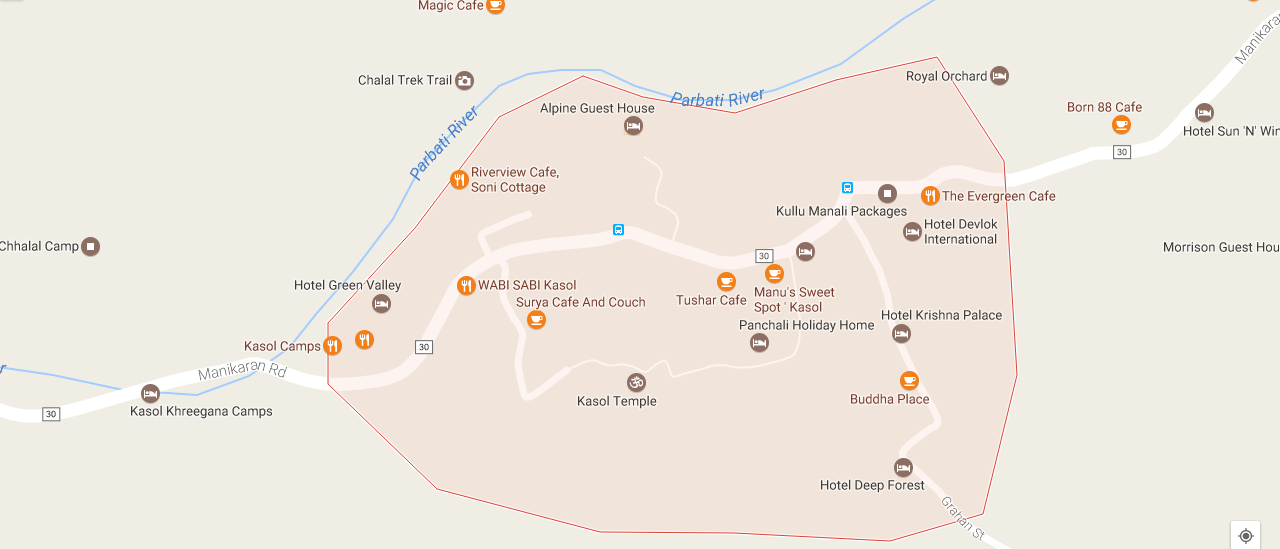 Magic Cafe
Manikaran
Chalal Trek Trail
Royal Orchard
Parbati River
Alpine Guest House
Born 88 Cafe
Hotel Sun 'N' Win
30
Parbati River
Riverview Cafe,
Soni Cottage
The Evergreen Cafe
Kullu Manali Packages
Hotel Devlok
International
Chhalal Camp
Morrison Guest Hou
30
Hotel Green Valley
WABI SABI Kasol
Surya Cafe And Couch
Tushar Cafe
Manu's Sweet
Spot ' Kasol
Panchali Holiday Home
Hotel Krishna Palace
Kasol Camps
30
Manikaran Rd
r
Kasol Temple
Buddha Place
30
Kasol Khreegana Camps
Hotel Deep Forest
Grahan St